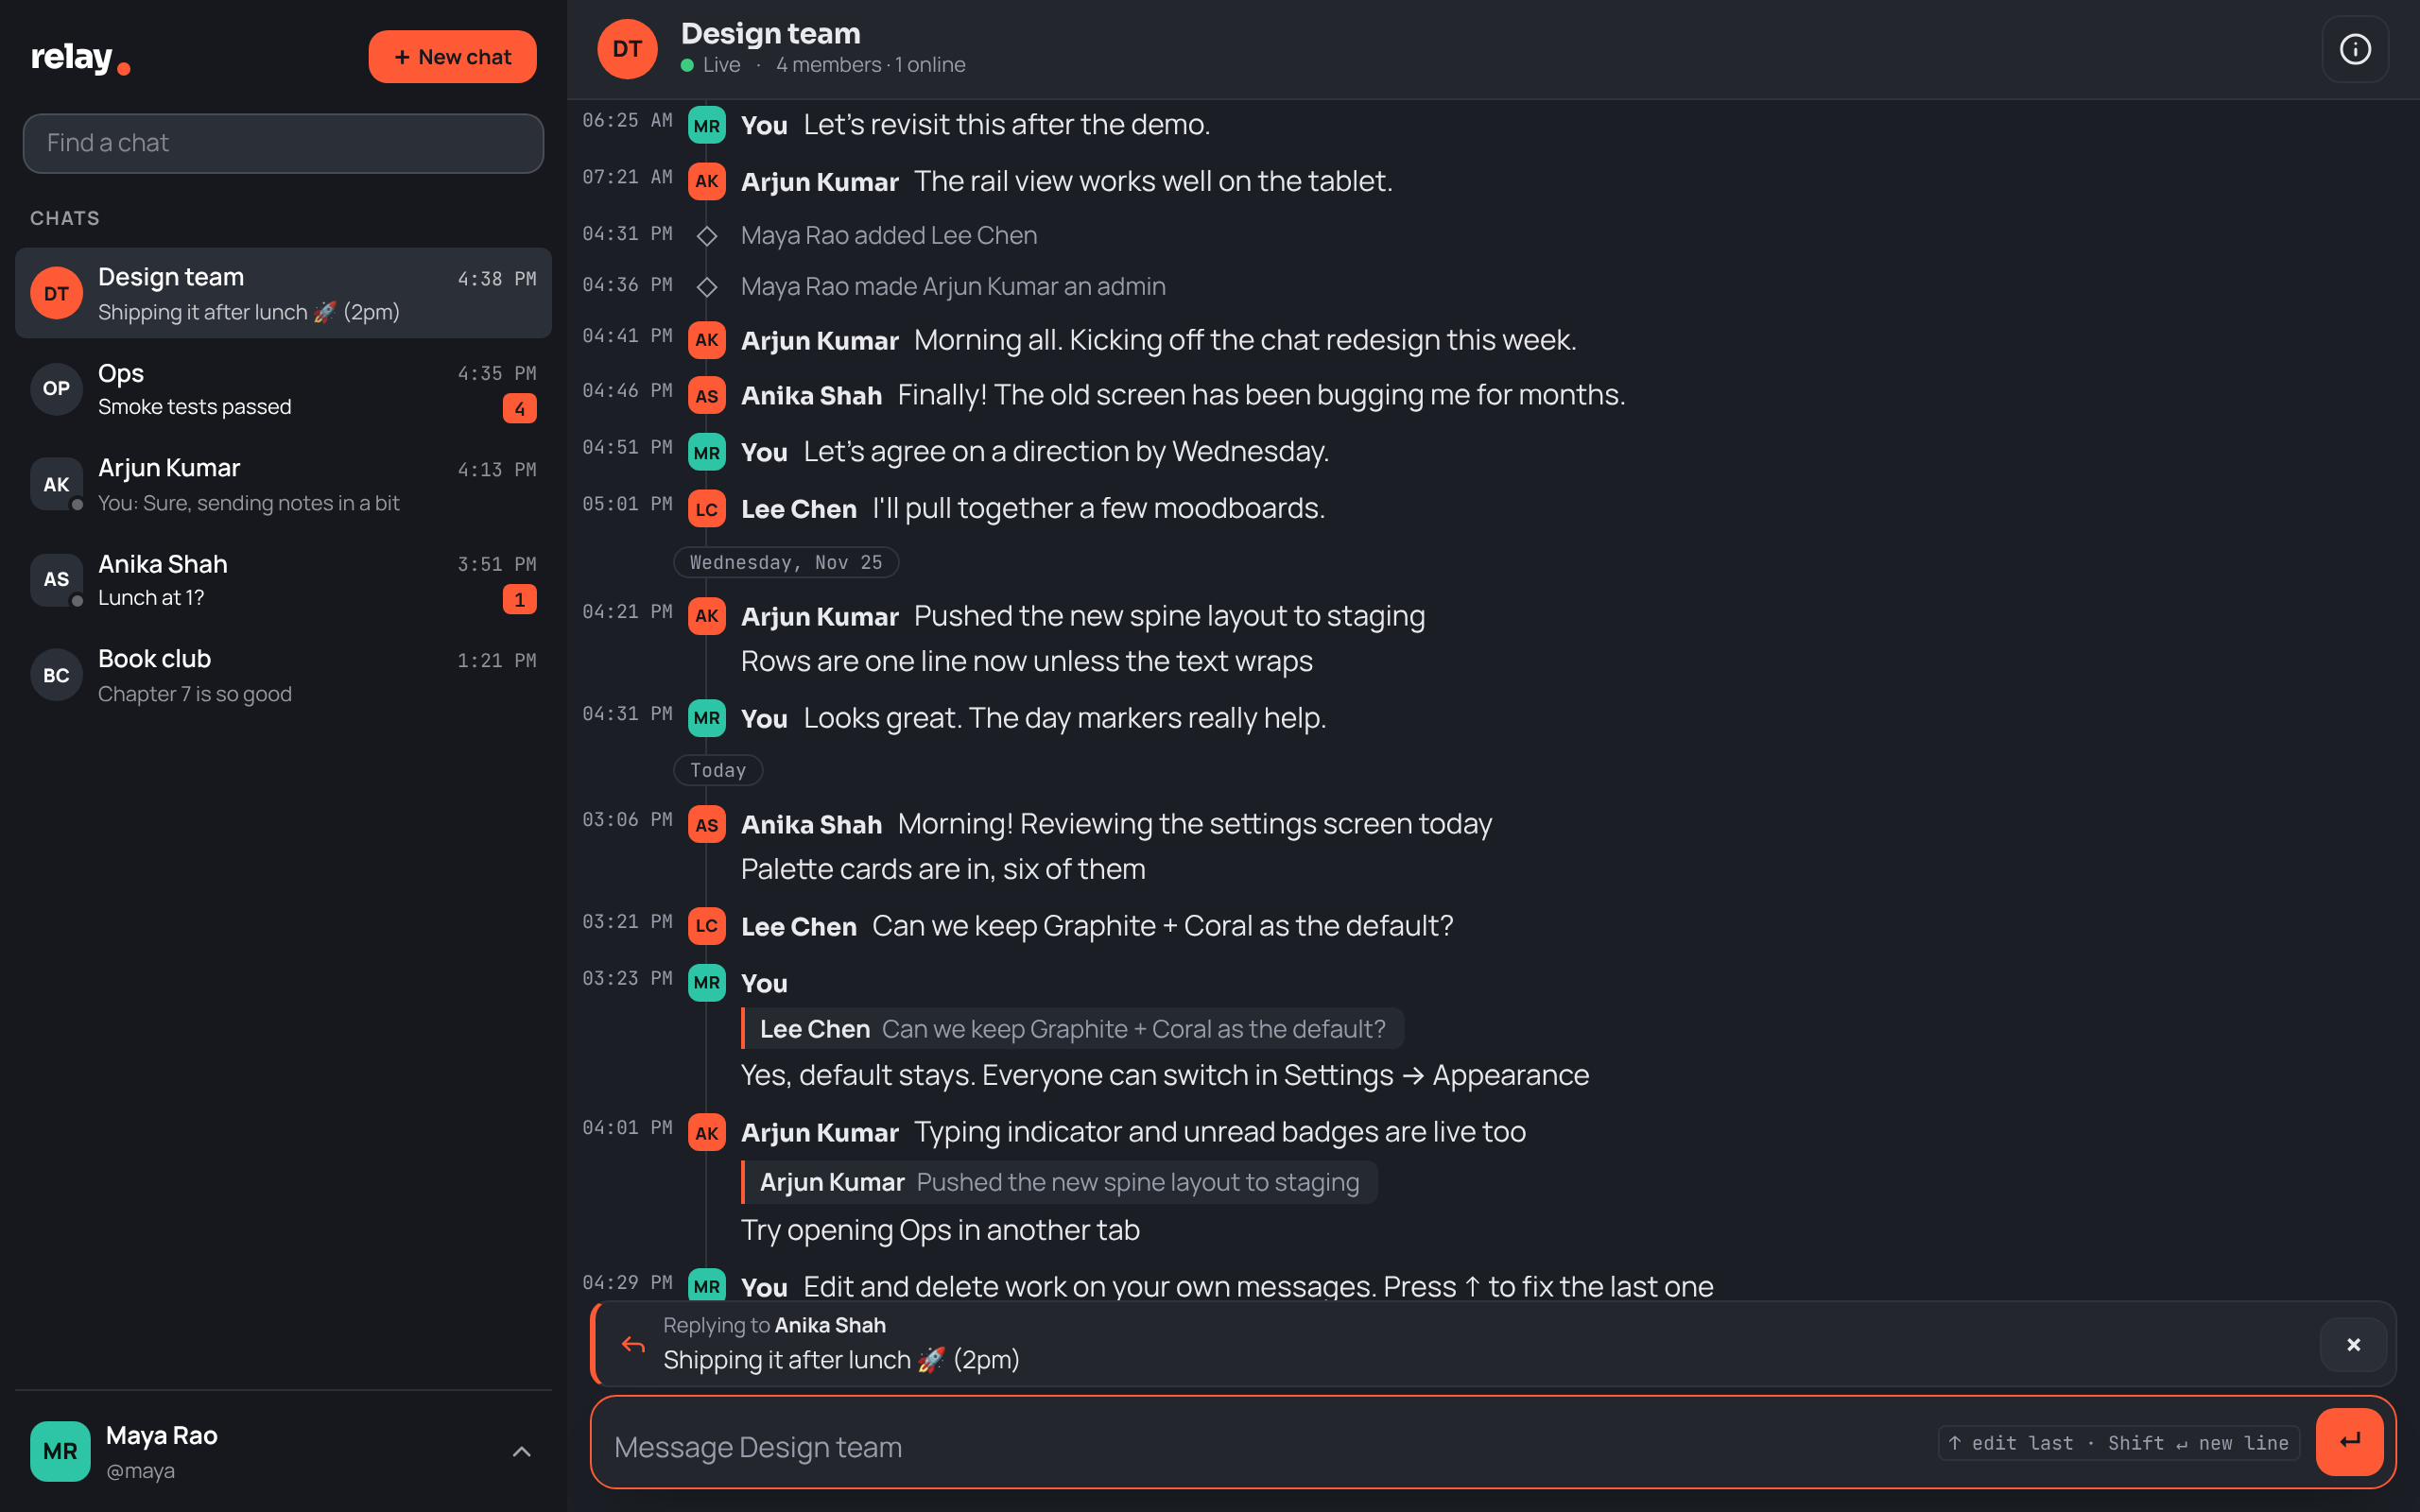 relay.
+ New chat
Find a chat
CHATS
DT
Design team
4:38 PM
Shipping it after lunch 🚀 (2pm)
OP
Ops
4:35 PM
Smoke tests passed
4
AK
Arjun Kumar
4:13 PM
You: Sure, sending notes in a bit
AS
Anika Shah
3:51 PM
Lunch at 1?
1
BC
Book club
1:21 PM
Chapter 7 is so good
MR
Maya Rao
@maya
DT
Design team
Live · 4 members · 1 online
06:25 AM MR You Let's revisit this after the demo.
07:21 AM AK Arjun Kumar The rail view works well on the tablet.
04:31 PM Maya Rao added Lee Chen
04:36 PM Maya Rao made Arjun Kumar an admin
04:41 PM AK Arjun Kumar Morning all. Kicking off the chat redesign this week.
04:46 PM AS Anika Shah Finally! The old screen has been bugging me for months.
04:51 PM MR You Let's agree on a direction by Wednesday.
05:01 PM LC Lee Chen I'll pull together a few moodboards.
Wednesday, Nov 25
04:21 PM AK Arjun Kumar Pushed the new spine layout to staging
Rows are one line now unless the text wraps
04:31 PM MR You Looks great. The day markers really help.
Today
03:06 PM AS Anika Shah Morning! Reviewing the settings screen today
Palette cards are in, six of them
03:21 PM LC Lee Chen Can we keep Graphite + Coral as the default?
03:23 PM MR You
Lee Chen Can we keep Graphite + Coral as the default?
Yes, default stays. Everyone can switch in Settings → Appearance
04:01 PM AK Arjun Kumar Typing indicator and unread badges are live too
Arjun Kumar Pushed the new spine layout to staging
Try opening Ops in another tab
04:29 PM MR You Edit and delete work on your own messages. Press ↑ to fix the last one
Replying to Anika Shah
Shipping it after lunch 🚀 (2pm)
Message Design team
↑ edit last · Shift ↵ new line